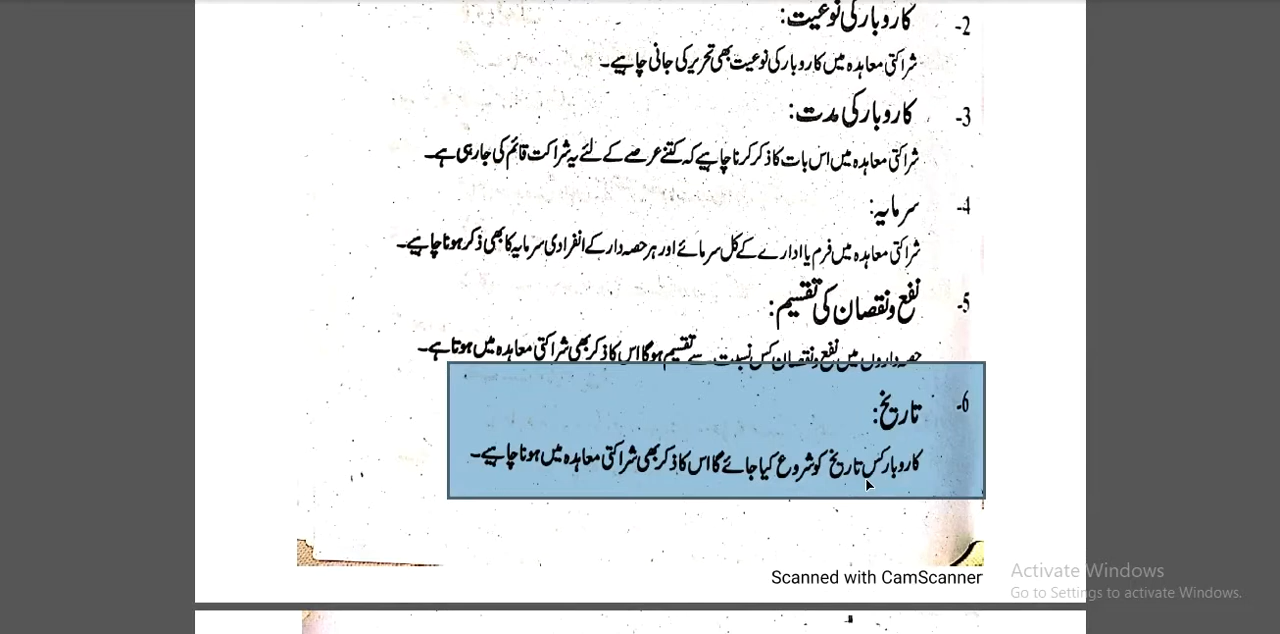 2- کاروبار کی نوعیت:
شراکتی معاہدہ میں کاروبار کی نوعیت بھی تحریر کی جانی چاہیے۔
3- کاروبار کی مدت:
شراکتی معاہدہ میں اس بات کا ذکر کرنا چاہیے کہ کتنے عرصے کے لئے یہ شراکت قائم کی جا رہی ہے۔
4- سرمایہ:
شراکتی معاہدہ میں فرم یا ادارے کے کل سرمائے اور ہر حصہ دار کے انفرادی سرمایہ کا بھی ذکر ہونا چاہیے۔
5- نفع و نقصان کی تقسیم:
حصہ داروں میں نفع و نقصان کس نسبت سے تقسیم ہوگا اس کا ذکر بھی شراکتی معاہدہ میں ہوتا ہے۔
6- تاریخ:
کاروبار کس تاریخ کو شروع کیا جائے گا اس کا ذکر بھی شراکتی معاہدہ میں ہونا چاہیے۔
Scanned with CamScanner
Activate Windows
Go to Settings to activate Windows.